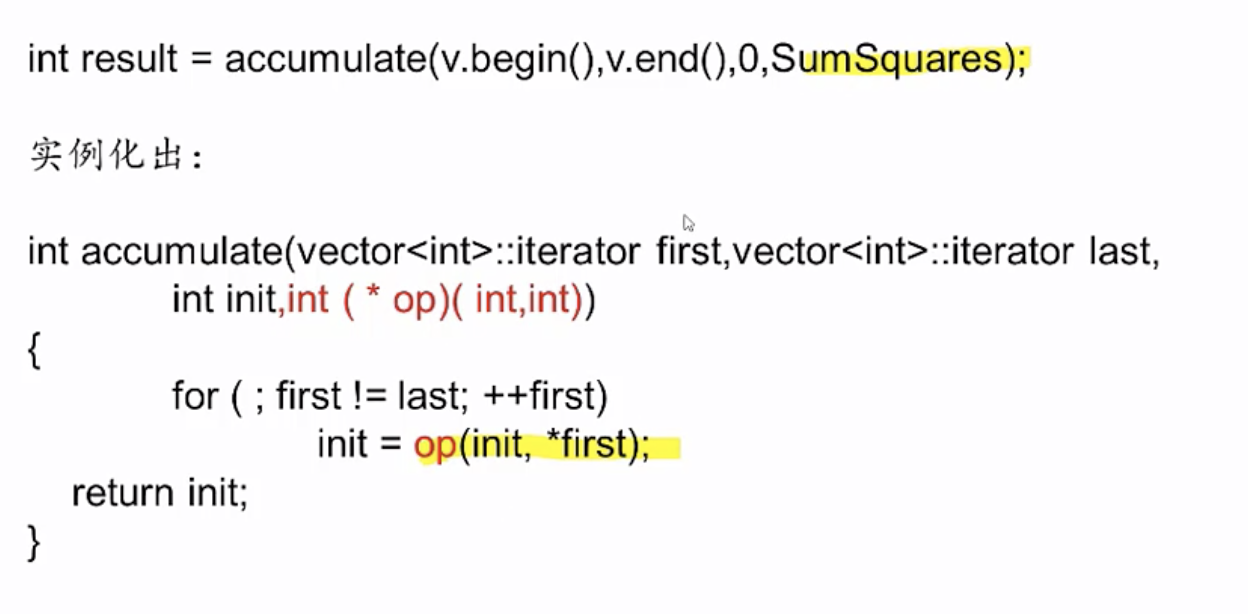 int result = accumulate(v.begin(),v.end(),0,SumSquares);
实例化出：
int accumulate(vector<int>::iterator first,vector<int>::iterator last,
int init,int ( * op)( int,int))
{
for ( ; first != last; ++first)
init = op(init, *first);
return init;
}